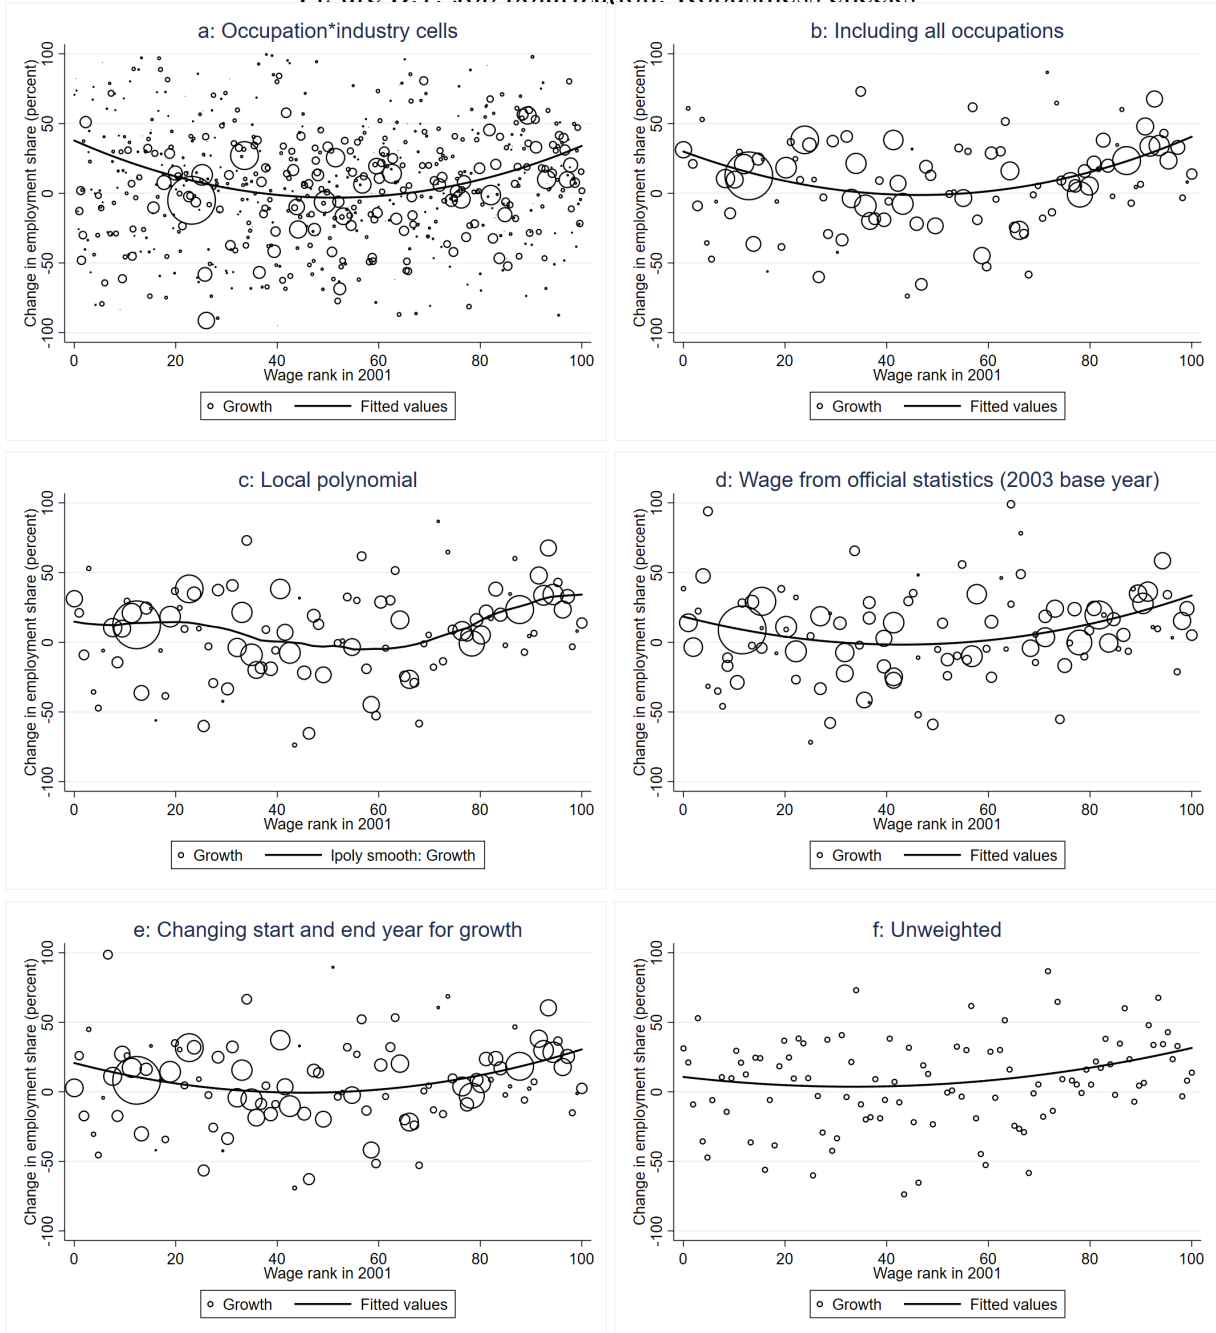 a: Occupation*industry cells
Change in employment share (percent)
100
50
0
-50
-100
0 20 40 60 80 100
Wage rank in 2001
Growth Fitted values
b: Including all occupations
Change in employment share (percent)
100
50
0
-50
-100
0 20 40 60 80 100
Wage rank in 2001
Growth Fitted values
c: Local polynomial
Change in employment share (percent)
100
50
0
-50
-100
0 20 40 60 80 100
Wage rank in 2001
Growth lpoly smooth: Growth
d: Wage from official statistics (2003 base year)
Change in employment share (percent)
100
50
0
-50
-100
0 20 40 60 80 100
Wage rank in 2001
Growth Fitted values
e: Changing start and end year for growth
Change in employment share (percent)
100
50
0
-50
-100
0 20 40 60 80 100
Wage rank in 2001
Growth Fitted values
f: Unweighted
Change in employment share (percent)
100
50
0
-50
-100
0 20 40 60 80 100
Wage rank in 2001
Growth Fitted values